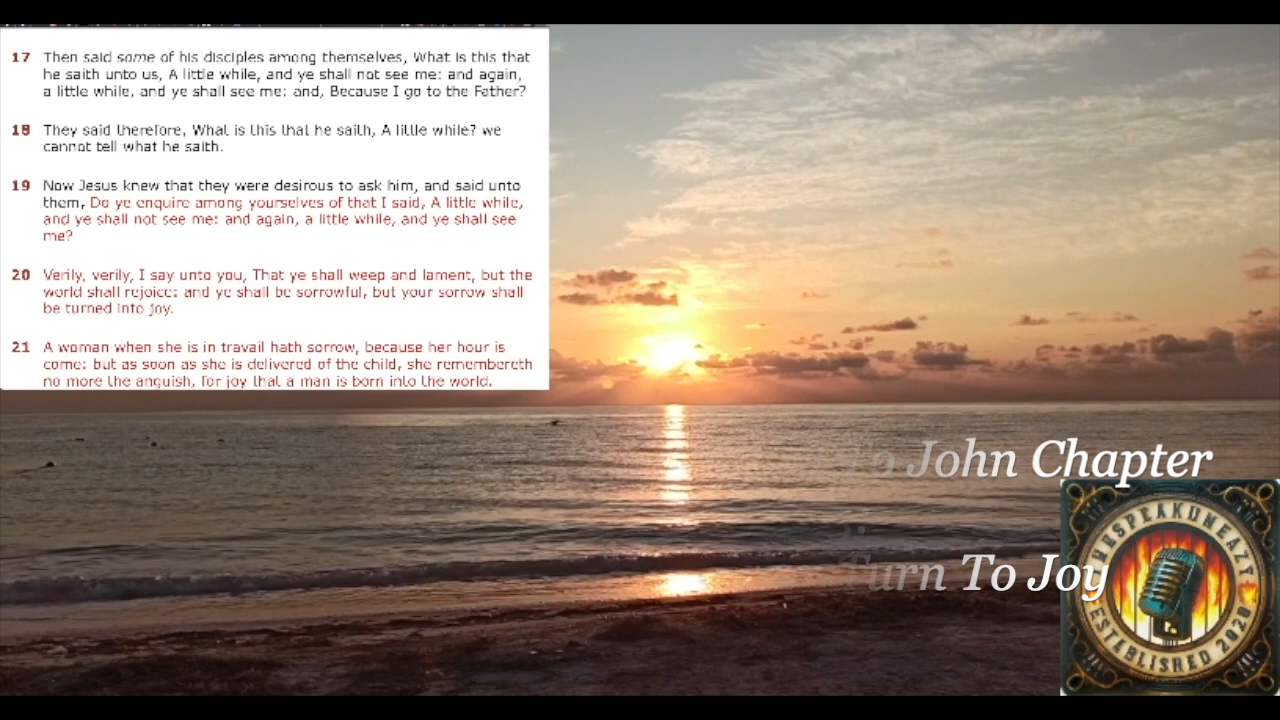 17 Then said some of his disciples among themselves, What is this that
he saith unto us, A little while, and ye shall not see me: and again,
a little while, and ye shall see me: and, Because I go to the Father?
18 They said therefore, What is this that he saith, A little while? we
cannot tell what he saith.
19 Now Jesus knew that they were desirous to ask him, and said unto
them, Do ye enquire among yourselves of that I said, A little while,
and ye shall not see me: and again, a little while, and ye shall see
me?
20 Verily, verily, I say unto you, That ye shall weep and lament, but the
world shall rejoice: and ye shall be sorrowful, but your sorrow shall
be turned into joy.
21 A woman when she is in travail hath sorrow, because her hour is
come: but as soon as she is delivered of the child, she remembereth
no more the anguish, for joy that a man is born into the world.
To John Chapter
Turn To Joy
THESPEAKUNEAZY
ESTABLISHED 2020